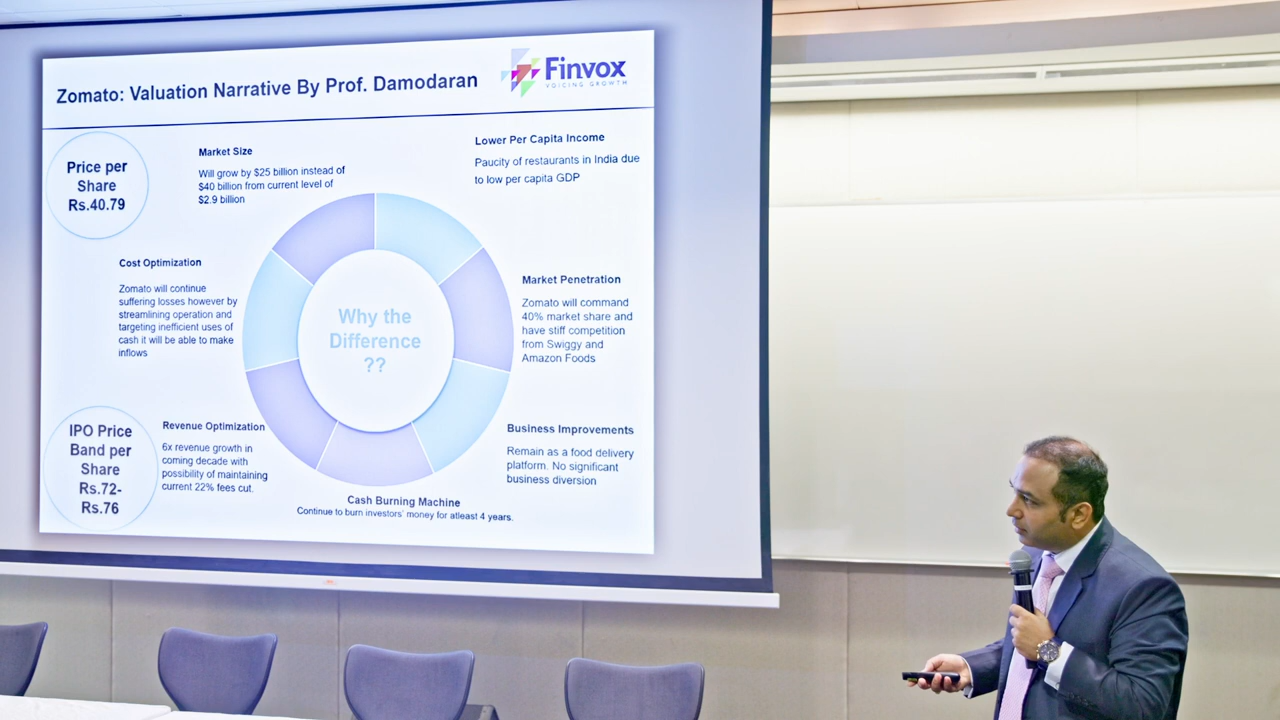 Zomato: Valuation Narrative By Prof. Damodaran
Finvox
VOICING GROWTH
Price per
Share
Rs.40.79
Market Size
Will grow by $25 billion instead of
$40 billion from current level of
$2.9 billion
Lower Per Capita Income
Paucity of restaurants in India due
to low per capita GDP
Cost Optimization
Zomato will continue
suffering losses however by
streamlining operation and
targeting inefficient uses of
cash it will be able to make
inflows
Why the
Difference
??
Market Penetration
Zomato will command
40% market share and
have stiff competition
from Swiggy and
Amazon Foods
IPO Price
Band per
Share
Rs.72-
Rs.76
Revenue Optimization
6x revenue growth in
coming decade with
possibility of maintaining
current 22% fees cut.
Business Improvements
Remain as a food delivery
platform. No significant
business diversion
Cash Burning Machine
Continue to burn investors' money for atleast 4 years.